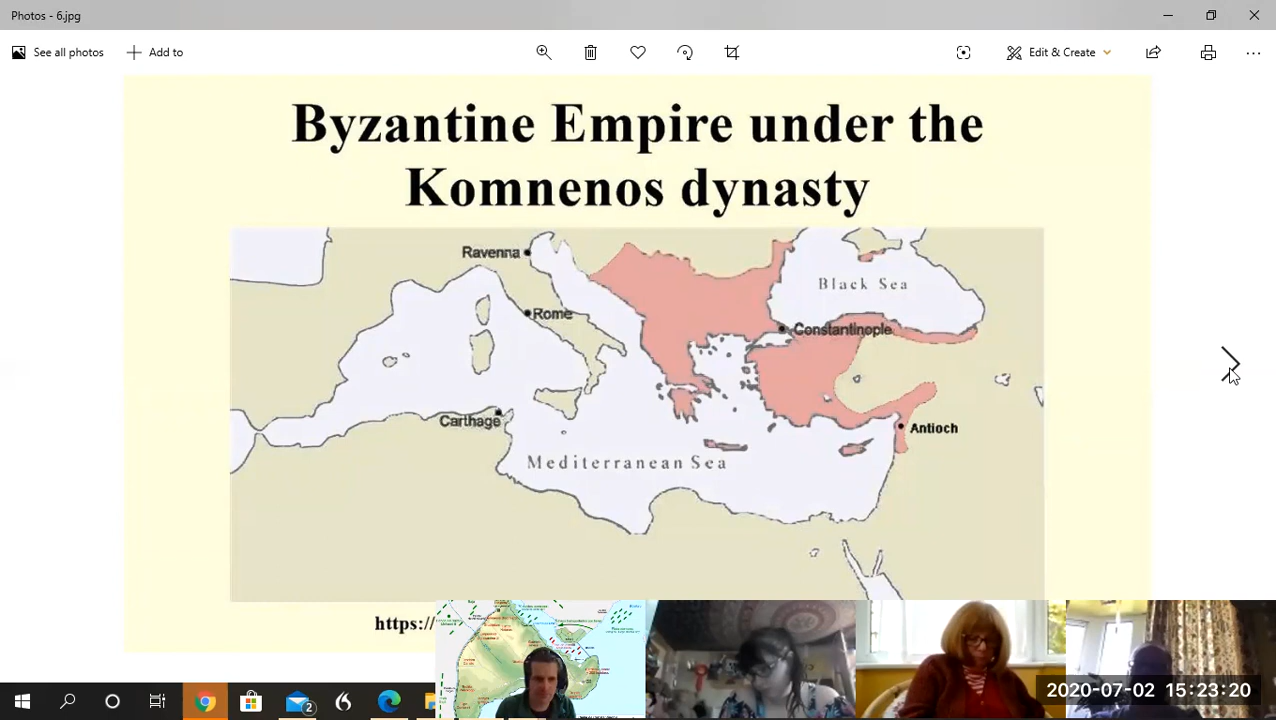 Photos - 6.jpg
See all photos
Add to
Edit & Create
Byzantine Empire under the
Komnenos dynasty
Ravenna
Black Sea
Rome
Constantinople
Carthage
Antioch
Mediterranean Sea
https:/
2
2020-07-02 15:23:20